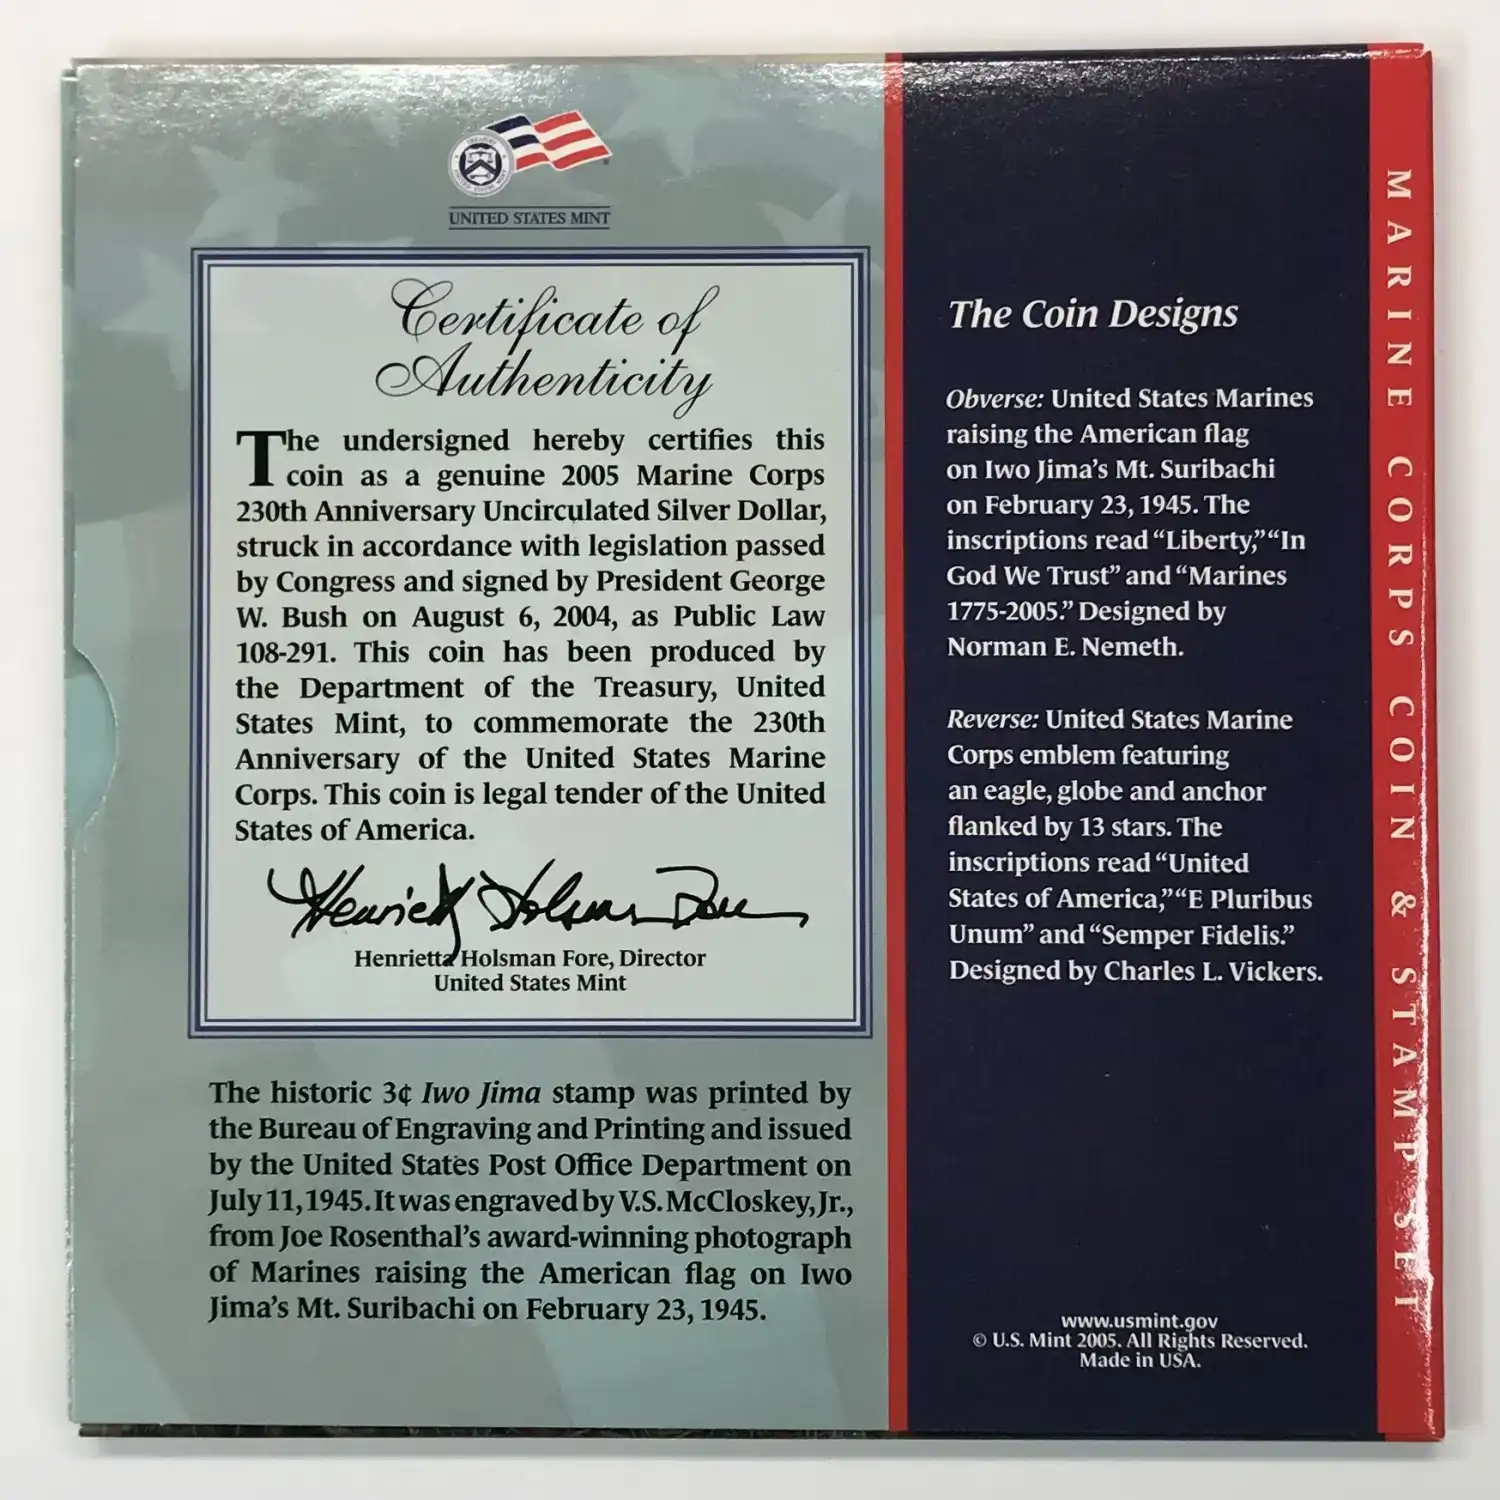 UNITED STATES MINT
Certificate of
Authenticity
The undersigned hereby certifies this
coin as a genuine 2005 Marine Corps
230th Anniversary Uncirculated Silver Dollar,
struck in accordance with legislation passed
by Congress and signed by President George
W. Bush on August 6, 2004, as Public Law
108-291. This coin has been produced by
the Department of the Treasury, United
States Mint, to commemorate the 230th
Anniversary of the United States Marine
Corps. This coin is legal tender of the United
States of America.
Henrietta Holsman Fore
Henrietta Holsman Fore, Director
United States Mint
The historic 3¢ Iwo Jima stamp was printed by
the Bureau of Engraving and Printing and issued
by the United States Post Office Department on
July 11, 1945. It was engraved by V.S. McCloskey, Jr.,
from Joe Rosenthal's award-winning photograph
of Marines raising the American flag on Iwo
Jima's Mt. Suribachi on February 23, 1945.
The Coin Designs
Obverse: United States Marines
raising the American flag
on Iwo Jima's Mt. Suribachi
on February 23, 1945. The
inscriptions read “Liberty,” “In
God We Trust” and “Marines
1775-2005.” Designed by
Norman E. Nemeth.
Reverse: United States Marine
Corps emblem featuring
an eagle, globe and anchor
flanked by 13 stars. The
inscriptions read “United
States of America,” “E Pluribus
Unum” and “Semper Fidelis.”
Designed by Charles L. Vickers.
www.usmint.gov
© U.S. Mint 2005. All Rights Reserved.
Made in USA.
MARINE CORPS COIN & STAMP SET